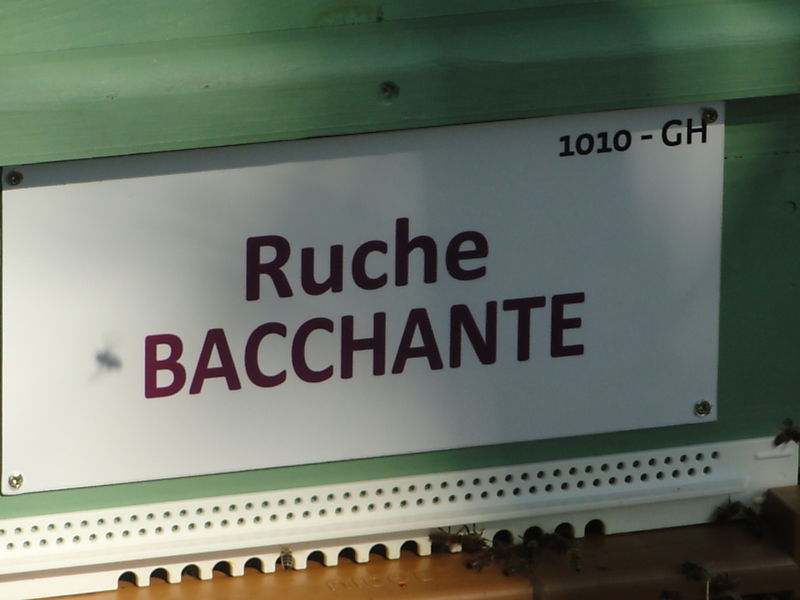 1010 - GH
Ruche
BACCHANTE